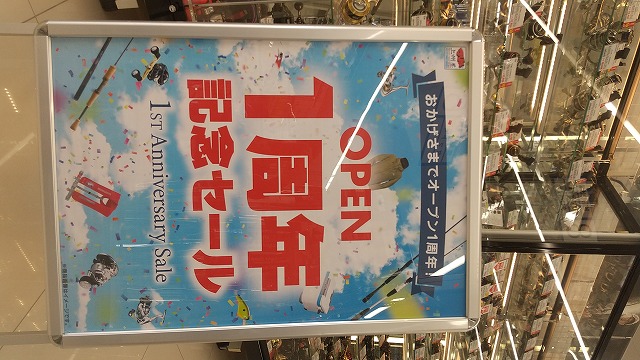 おかげさまでオープン1周年!
OPEN
1周年
記念セール
1ST Anniversary Sale